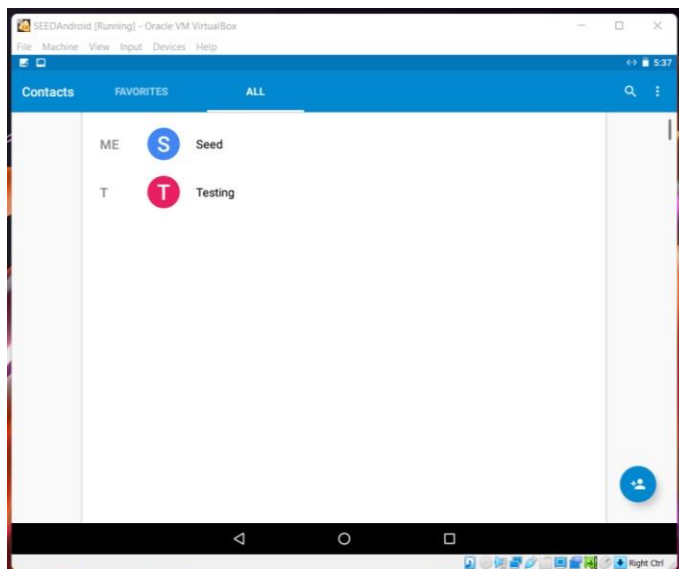 SEEDAndroid [Running] - Oracle VM VirtualBox
File Machine View Input Devices Help
5:37
Contacts FAVORITES ALL
ME S Seed
T T Testing
Right Ctrl